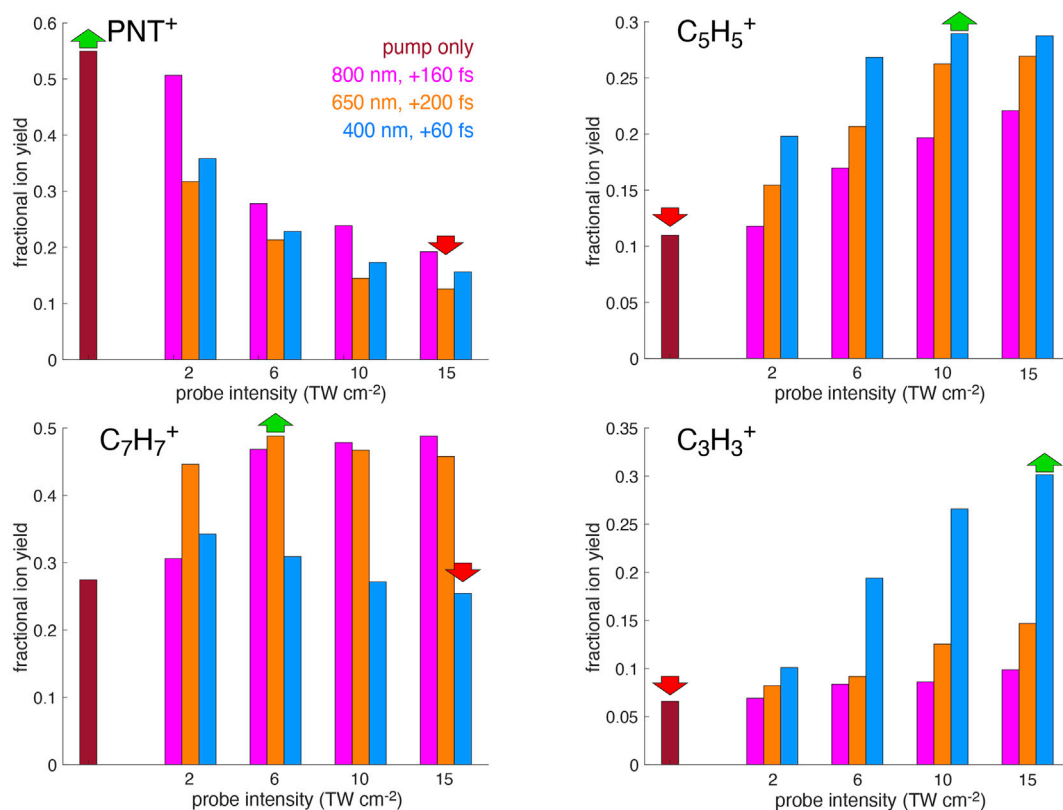 PNT+
pump only
800 nm, +160 fs
650 nm, +200 fs
400 nm, +60 fs
fractional ion yield
0.6
0.5
0.4
0.3
0.2
0.1
0
2 6 10 15
probe intensity (TW cm-2)
C5H5+
fractional ion yield
0.3
0.25
0.2
0.15
0.1
0.05
0
2 6 10 15
probe intensity (TW cm-2)
C7H7+
fractional ion yield
0.5
0.4
0.3
0.2
0.1
0
2 6 10 15
probe intensity (TW cm-2)
C3H3+
fractional ion yield
0.35
0.3
0.25
0.2
0.15
0.1
0.05
0
2 6 10 15
probe intensity (TW cm-2)